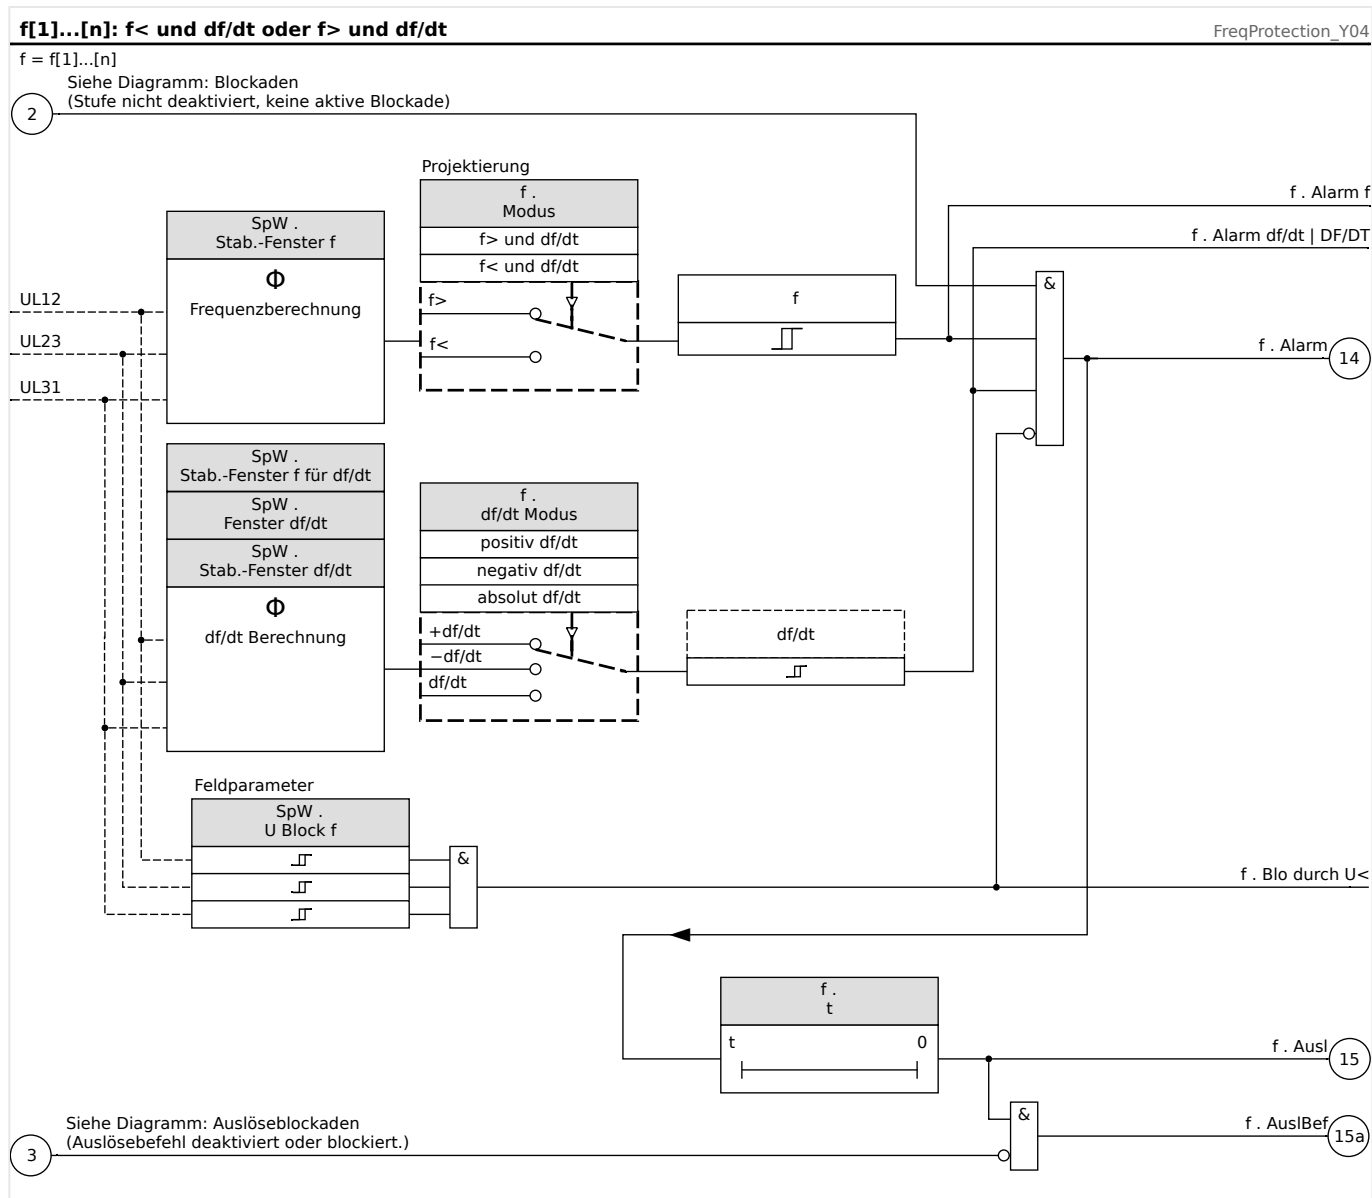 f[1]...[n]: f< und df/dt oder f> und df/dt
FreqProtection_Y04
f = f[1]...[n]
Siehe Diagramm: Blockaden
(Stufe nicht deaktiviert, keine aktive Blockade)
2
Projektierung
f .
Modus
f> und df/dt
f< und df/dt
f>
f<
SpW .
Stab.-Fenster f
Φ
Frequenzberechnung
UL12
UL23
UL31
f
&
f . Alarm f
f . Alarm df/dt | DF/DT
f . Alarm
14
SpW .
Stab.-Fenster f für df/dt
SpW .
Fenster df/dt
SpW .
Stab.-Fenster df/dt
Φ
df/dt Berechnung
f .
df/dt Modus
positiv df/dt
negativ df/dt
absolut df/dt
+df/dt
−df/dt
df/dt
df/dt
Feldparameter
SpW .
U Block f
&
f . Blo durch U<
f .
t
t
0
f . Ausl
15
Siehe Diagramm: Auslöseblockaden
(Auslösebefehl deaktiviert oder blockiert.)
3
&
f . AuslBef
15a